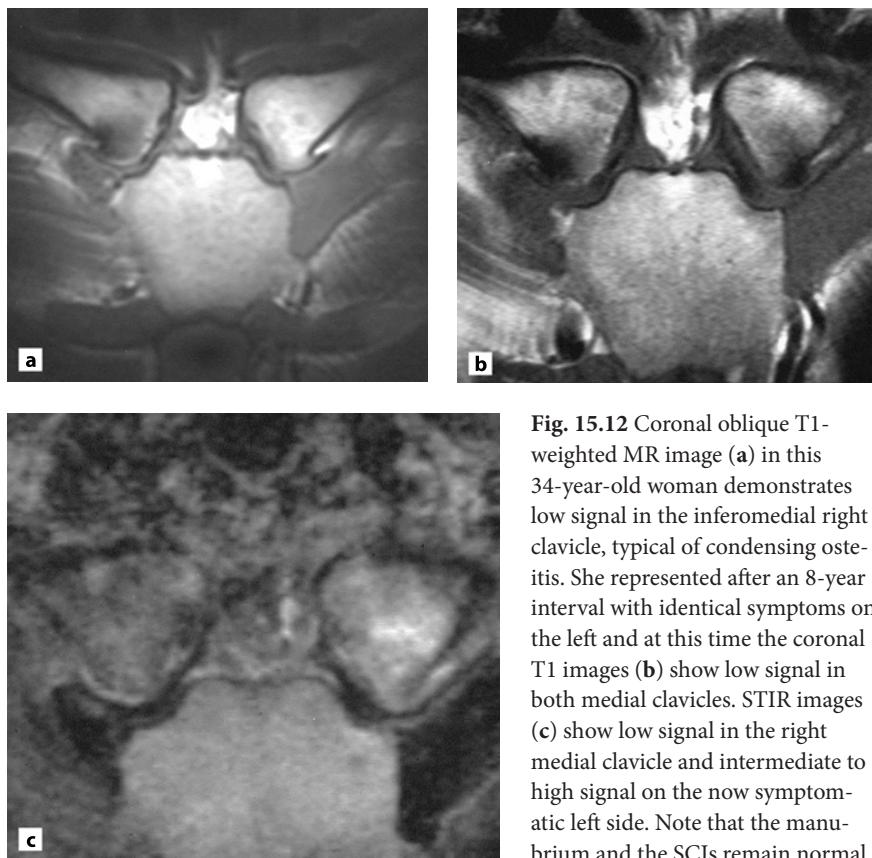 a
b
c
Fig. 15.12 Coronal oblique T1-
weighted MR image (a) in this
34-year-old woman demonstrates
low signal in the inferomedial right
clavicle, typical of condensing oste-
itis. She represented after an 8-year
interval with identical symptoms on
the left and at this time the coronal
T1 images (b) show low signal in
both medial clavicles. STIR images
(c) show low signal in the right
medial clavicle and intermediate to
high signal on the now symptom-
atic left side. Note that the manu-
brium and the SCJs remain normal